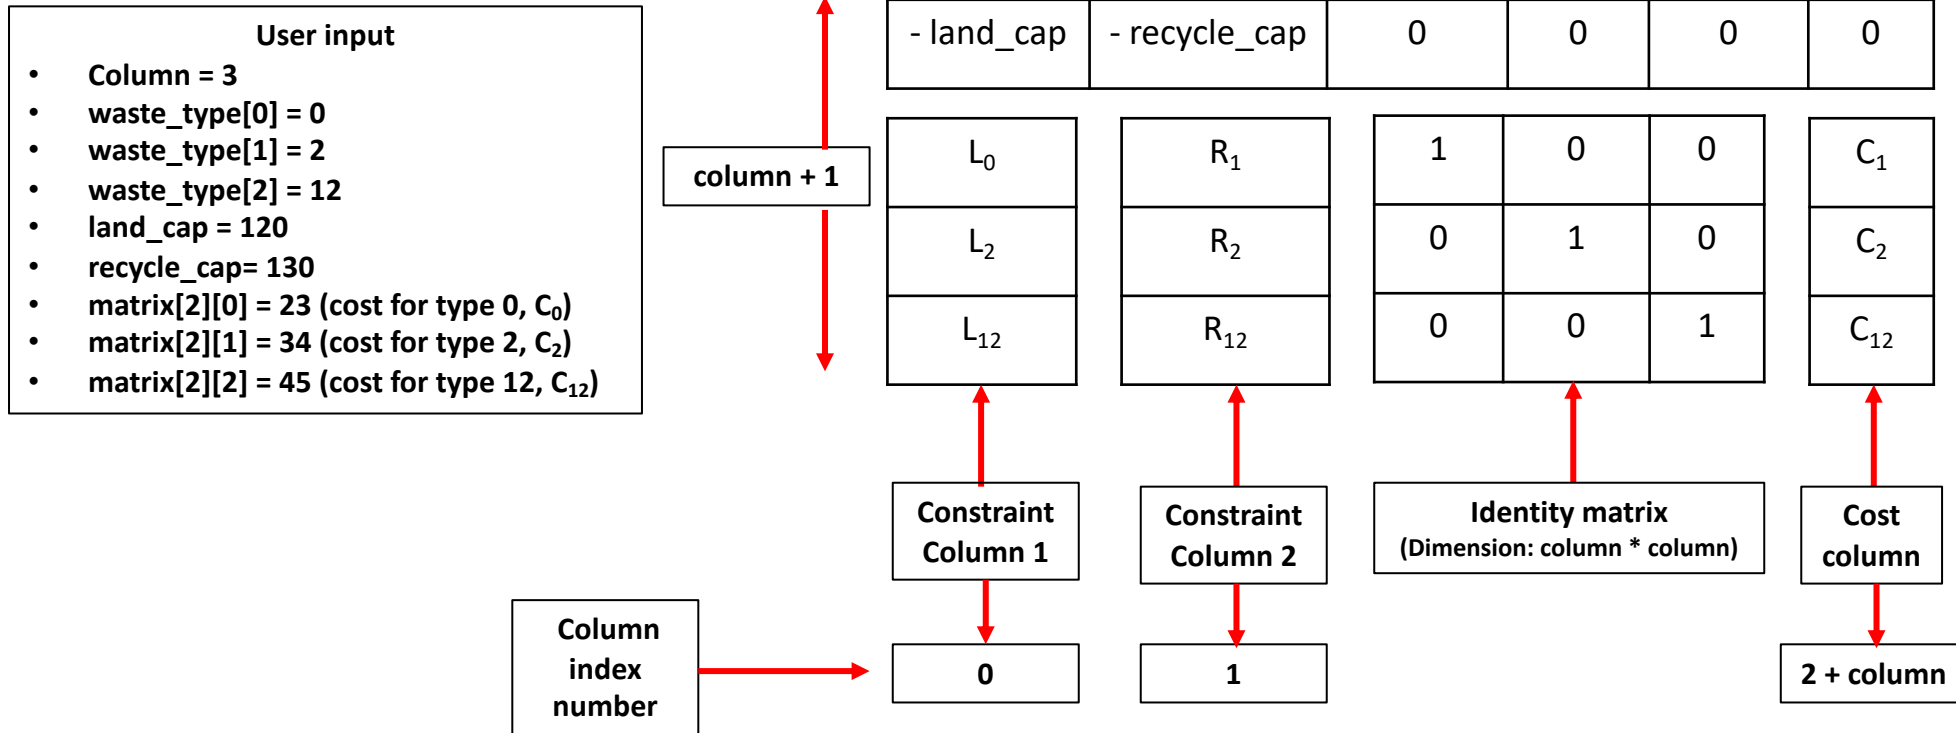 User input
• Column = 3
• waste_type[0] = 0
• waste_type[1] = 2
• waste_type[2] = 12
• land_cap = 120
• recycle_cap= 130
• matrix[2][0] = 23 (cost for type 0, C₀)
• matrix[2][1] = 34 (cost for type 2, C₂)
• matrix[2][2] = 45 (cost for type 12, C₁₂)
column + 1
- land_cap - recycle_cap 0 0 0 0
L₀ R₁ 1 0 0 C₁
L₂ R₂ 0 1 0 C₂
L₁₂ R₁₂ 0 0 1 C₁₂
Constraint
Column 1
Constraint
Column 2
Identity matrix
(Dimension: column * column)
Cost
column
Column
index
number
0
1
2 + column